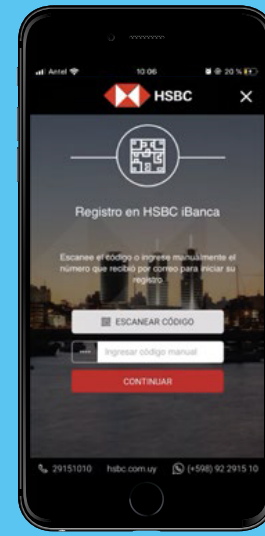 Antel 10:06 20 %
HSBC
Registro en HSBC iBanca
Escanee el código o ingrese manualmente el
número que recibió por correo para iniciar su
registro
ESCANEAR CÓDIGO
Ingresar código manual
CONTINUAR
29151010 hsbc.com.uy (+598) 92 2915 10